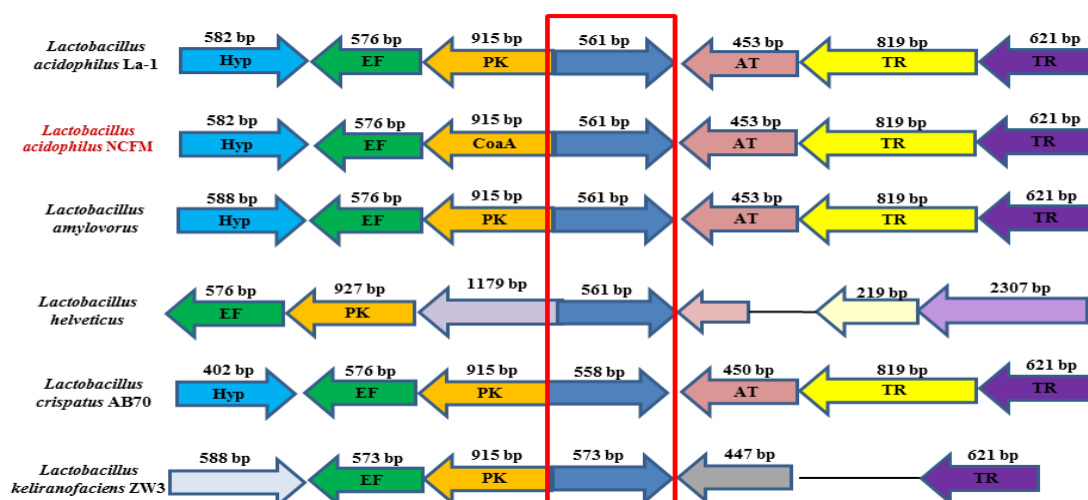 582 bp 576 bp 915 bp 561 bp 453 bp 819 bp 621 bp
Lactobacillus
acidophilus La-1
Hyp EF PK AT TR TR
582 bp 576 bp 915 bp 561 bp 453 bp 819 bp 621 bp
Lactobacillus
acidophilus NCFM
Hyp EF CoaA AT TR TR
588 bp 576 bp 915 bp 561 bp 453 bp 819 bp 621 bp
Lactobacillus
amylovorus
Hyp EF PK AT TR TR
576 bp 927 bp 1179 bp 561 bp 219 bp 2307 bp
Lactobacillus
helveticus
EF PK
402 bp 576 bp 915 bp 558 bp 450 bp 819 bp 621 bp
Lactobacillus
crispatus AB70
Hyp EF PK AT TR TR
588 bp 573 bp 915 bp 573 bp 447 bp 621 bp
Lactobacillus
keliranofaciens ZW3
EF PK TR